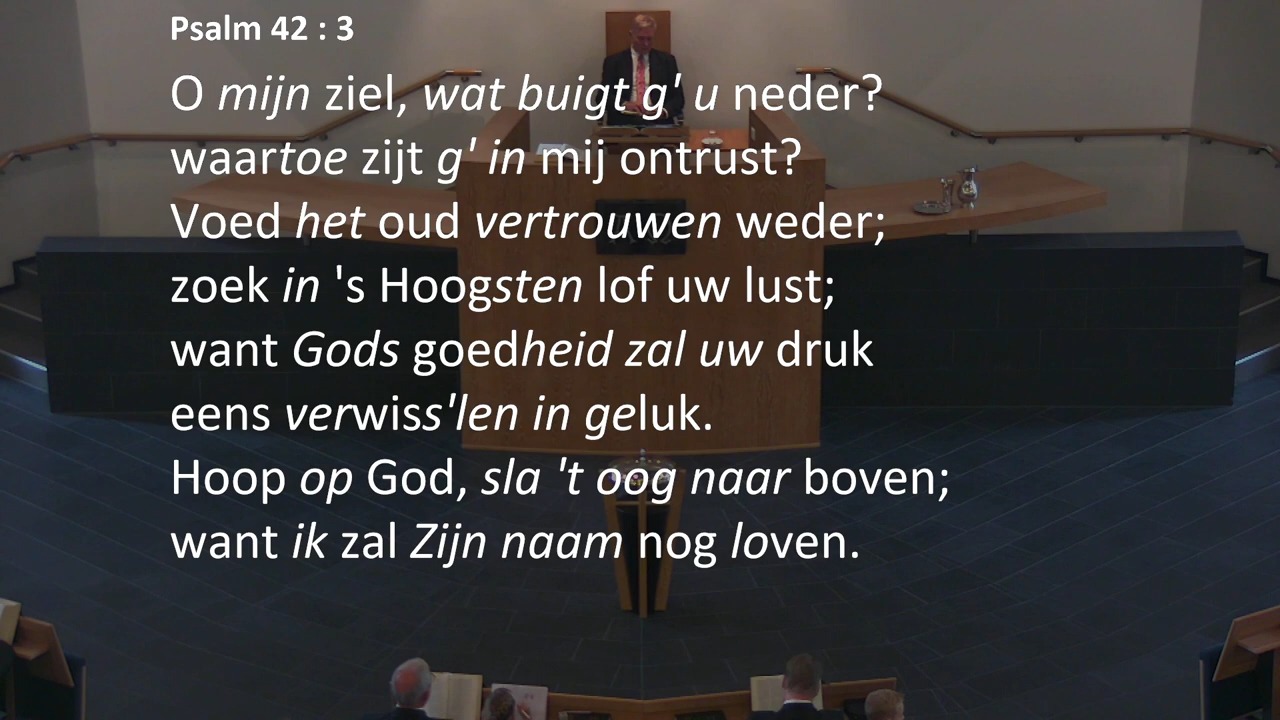 Psalm 42 : 3
O mijn ziel, wat buigt g' u neder?
waartoe zijt g' in mij ontrust?
Voed het oud vertrouwen weder;
zoek in 's Hoogsten lof uw lust;
want Gods goedheid zal uw druk
eens verwiss'len in geluk.
Hoop op God, sla 't oog naar boven;
want ik zal Zijn naam nog loven.